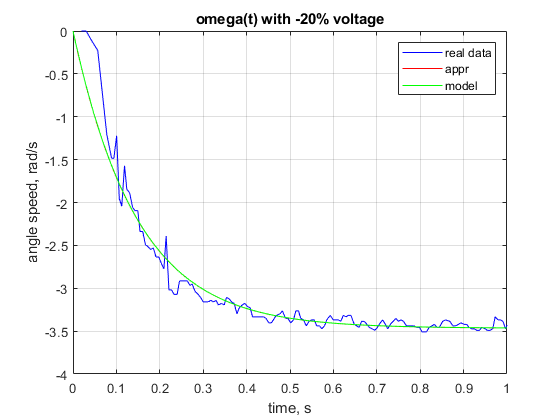 omega(t) with -20% voltage
real data
appr
model
angle speed, rad/s
0
-0.5
-1
-1.5
-2
-2.5
-3
-3.5
-4
0 0.1 0.2 0.3 0.4 0.5 0.6 0.7 0.8 0.9 1
time, s